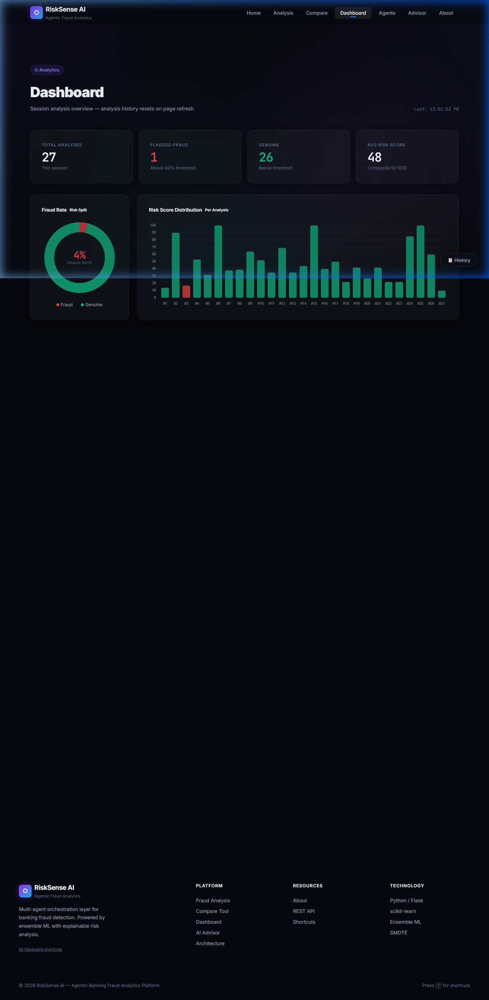 RiskSense AI
Agentic Fraud Analytics
Home Analysis Compare Dashboard Agents Advisor About
Analytics
Dashboard
Session analysis overview — analysis history resets on page refresh
Last: 12:52:52 PM
TOTAL ANALYSES
27
This session
FLAGGED FRAUD
1
Above 40% threshold
GENUINE
26
Below threshold
AVG RISK SCORE
48
Composite (0–100)
Fraud Rate Risk Split
4%
FRAUD RATE
Fraud Genuine
Risk Score Distribution Per Analysis
100
90
80
70
60
50
40
30
20
10
0
#1 #2 #3 #4 #5 #6 #7 #8 #9 #10 #11 #12 #13 #14 #15 #16 #17 #18 #19 #20 #21 #22 #23 #24 #25 #26 #27
History
RiskSense AI
Agentic Fraud Analytics
Multi-agent orchestration layer for
banking fraud detection. Powered by
ensemble ML with explainable risk
analysis.
Keyboard shortcuts
PLATFORM
Fraud Analysis
Compare Tool
Dashboard
AI Advisor
Architecture
RESOURCES
About
REST API
Shortcuts
TECHNOLOGY
Python / Flask
scikit-learn
Ensemble ML
SMOTE
© 2026 RiskSense AI — Agentic Banking Fraud Analytics Platform
Press ? for shortcuts